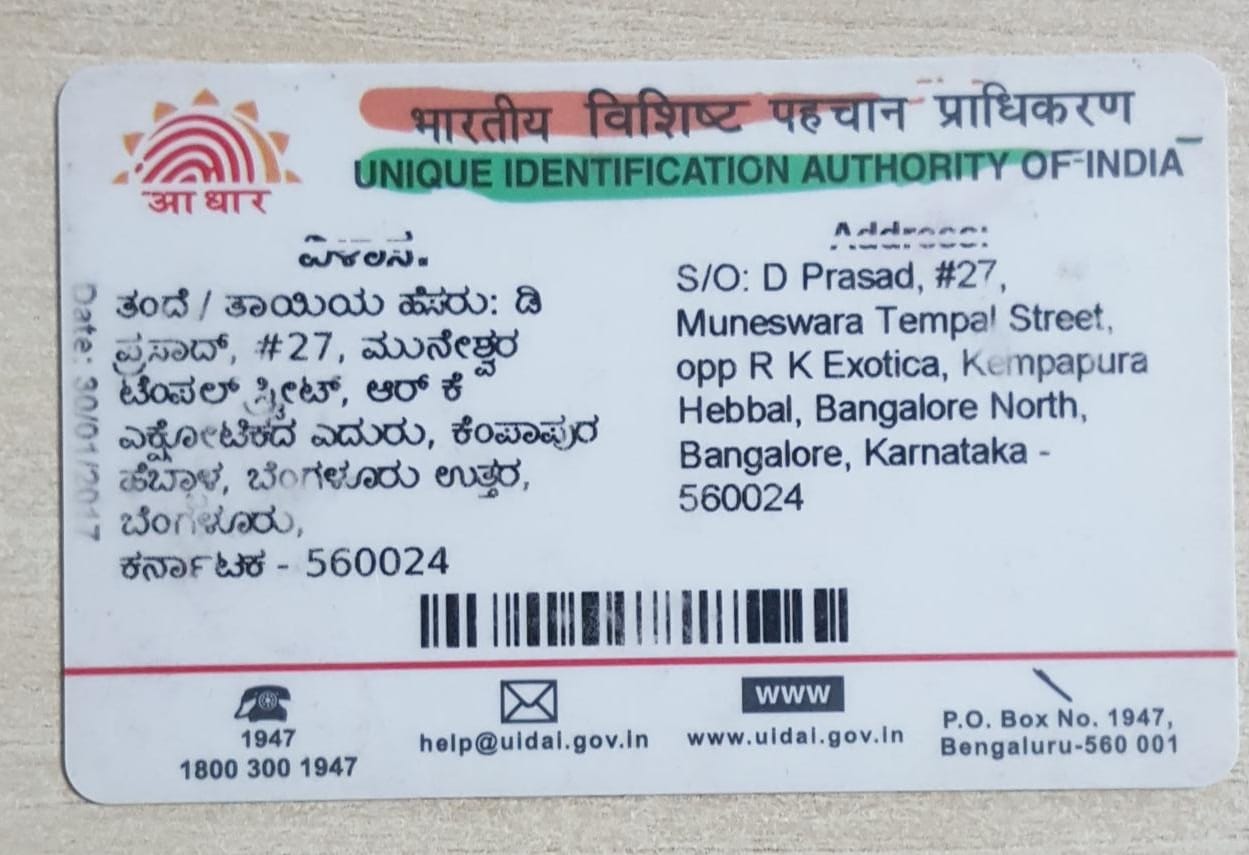 भारतीय विशिष्ट पहचान प्राधिकरण
UNIQUE IDENTIFICATION AUTHORITY OF INDIA
आधार
Address:
ತಂದೆ / ತಾಯಿಯ ಹೆಸರು: ಡಿ
ಪ್ರಸಾದ್, #27, ಮುನೇಶ್ವರ
ಟೆಂಪಲ್ ಸ್ಟ್ರೀಟ್, ಆರ್ ಕೆ
ಎಕ್ಷೋಟಿಕದ ಎದುರು, ಕೆಂಪಾಪುರ
ಹೆಬ್ಬಾಳ, ಬೆಂಗಳೂರು ಉತ್ತರ,
ಬೆಂಗಳೂರು,
ಕರ್ನಾಟಕ - 560024
S/O: D Prasad, #27,
Muneswara Tempal Street,
opp R K Exotica, Kempapura
Hebbal, Bangalore North,
Bangalore, Karnataka -
560024
Date: 30/01/2017
1947
1800 300 1947
help@uidai.gov.in
WWW
www.uidai.gov.in
P.O. Box No. 1947,
Bengaluru-560 001